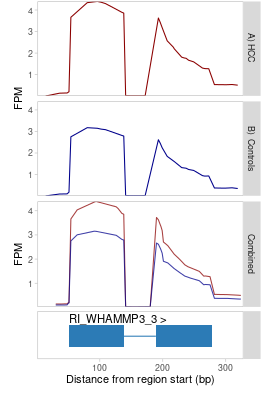 4
3
2
1
A) HCC
FPM
4
3
2
1
B) Controls
4
3
2
1
FPM
Combined
RI_WHAMMP3_3 >
100
200
300
Distance from region start (bp)